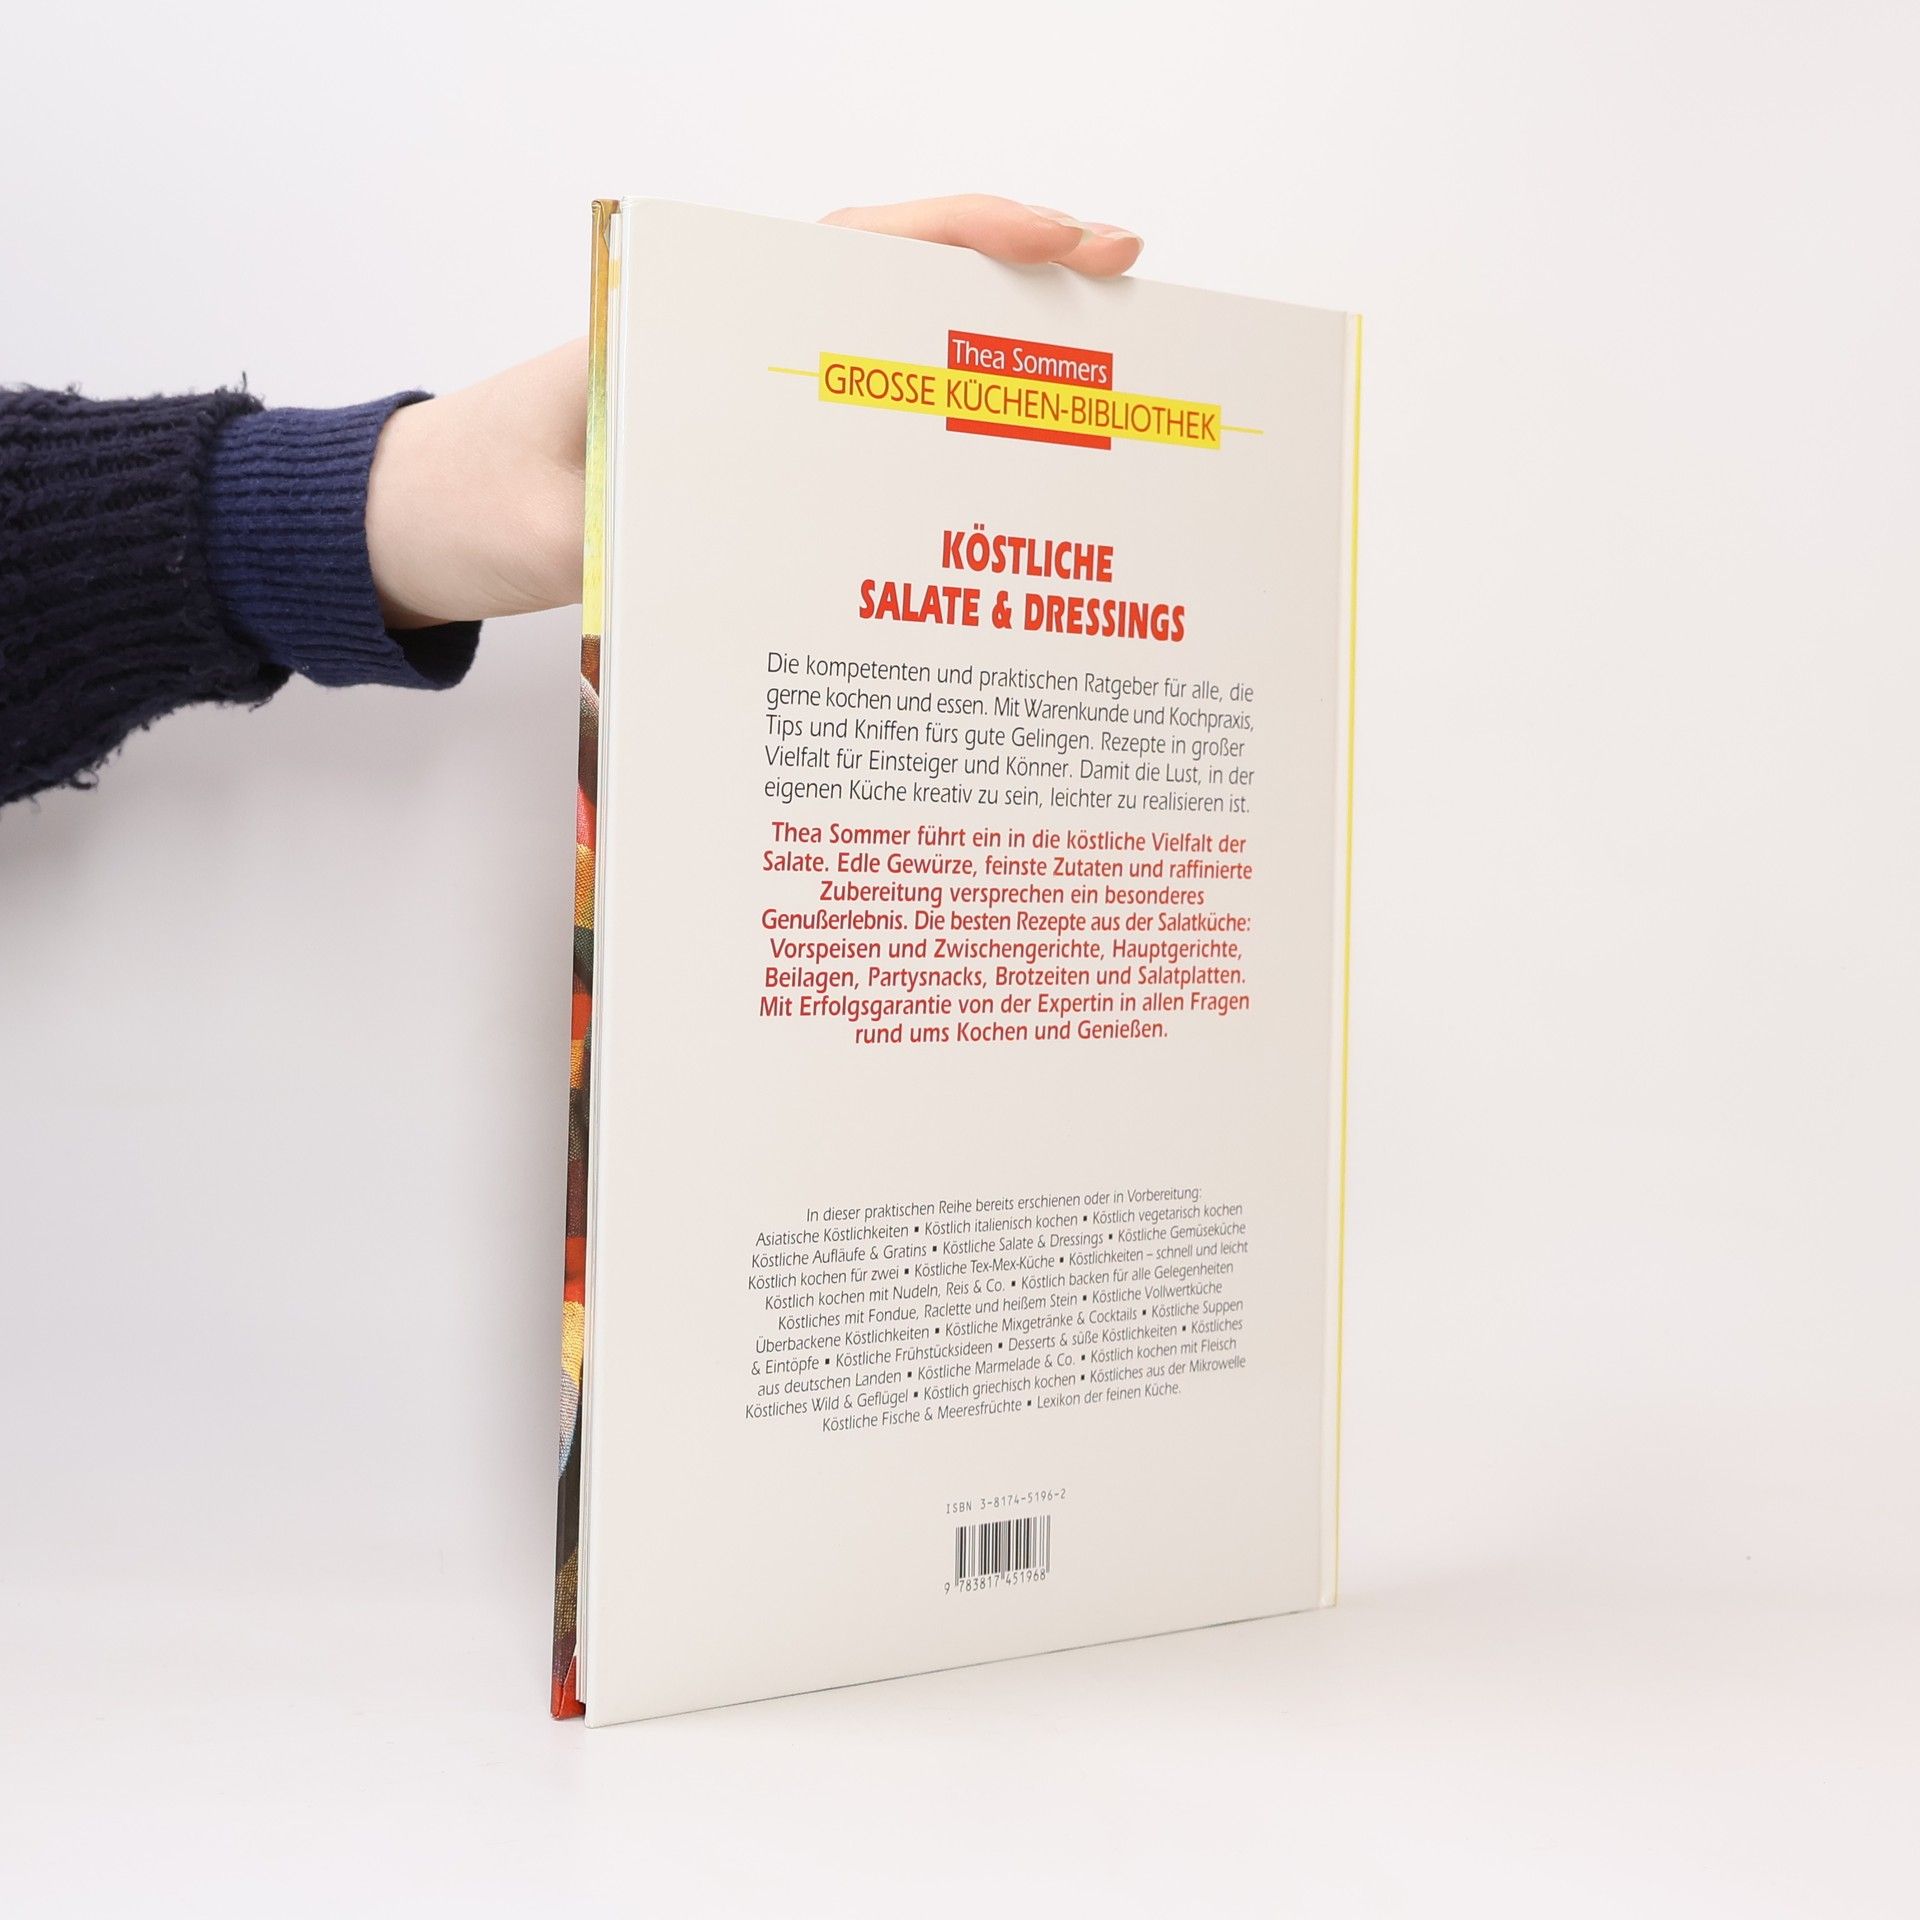 Thea Sommers
GROSSE KÜCHEN-BIBLIOTHEK
KÖSTLICHE
SALATE & DRESSINGS
Die kompetenten und praktischen Ratgeber für alle, die
gerne kochen und essen. Mit Warenkunde und Kochpraxis,
Tips und Kniffen fürs gute Gelingen. Rezepte in großer
Vielfalt für Einsteiger und Könner. Damit die Lust, in der
eigenen Küche kreativ zu sein, leichter zu realisieren ist.
Thea Sommer führt ein in die köstliche Vielfalt der
Salate. Edle Gewürze, feinste Zutaten und raffinierte
Zubereitung versprechen ein besonderes
Genußerlebnis. Die besten Rezepte aus der Salatküche:
Vorspeisen und Zwischengerichte, Hauptgerichte,
Beilagen, Partysnacks, Brotzeiten und Salatplatten.
Mit Erfolgsgarantie von der Expertin in allen Fragen
rund ums Kochen und Genießen.
In dieser praktischen Reihe bereits erschienen oder in Vorbereitung:
Asiatische Köstlichkeiten ▪ Köstlich italienisch kochen ▪ Köstlich vegetarisch kochen
Köstliche Aufläufe & Gratins ▪ Köstliche Salate & Dressings ▪ Köstliche Gemüseküche
Köstlich kochen für zwei ▪ Köstliche Tex-Mex-Küche ▪ Köstlichkeiten – schnell und leicht
Köstlich kochen mit Nudeln, Reis & Co. ▪ Köstlich backen für alle Gelegenheiten
Köstliches mit Fondue, Raclette und heißem Stein ▪ Köstliche Vollwertküche
Überbackene Köstlichkeiten ▪ Köstliche Mixgetränke & Cocktails ▪ Köstliche Suppen
& Eintöpfe ▪ Köstliche Frühstücksideen ▪ Desserts & süße Köstlichkeiten ▪ Köstliches
aus deutschen Landen ▪ Köstliche Marmelade & Co. ▪ Köstlich kochen mit Fleisch
Köstliches Wild & Geflügel ▪ Köstlich griechisch kochen ▪ Köstliches aus der Mikrowelle
Köstliche Fische & Meeresfrüchte ▪ Lexikon der feinen Küche.
ISBN 3-8174-5196-2
9 783817 451968